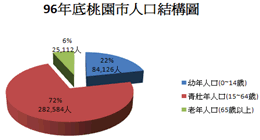 96年底桃園市人口結構圖
6%
25,112人
22%
84,126人
72%
282,584人
幼年人口(0~14歲)
青壯年人口(15~64歲)
老年人口(65歲以上)